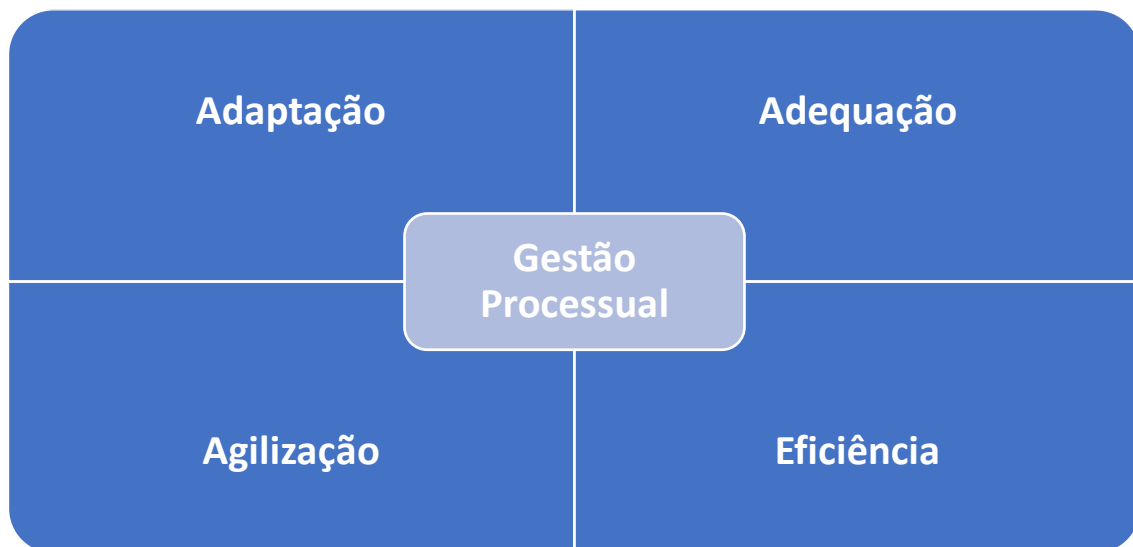 Adaptação
Adequação
Gestão
Processual
Agilização
Eficiência